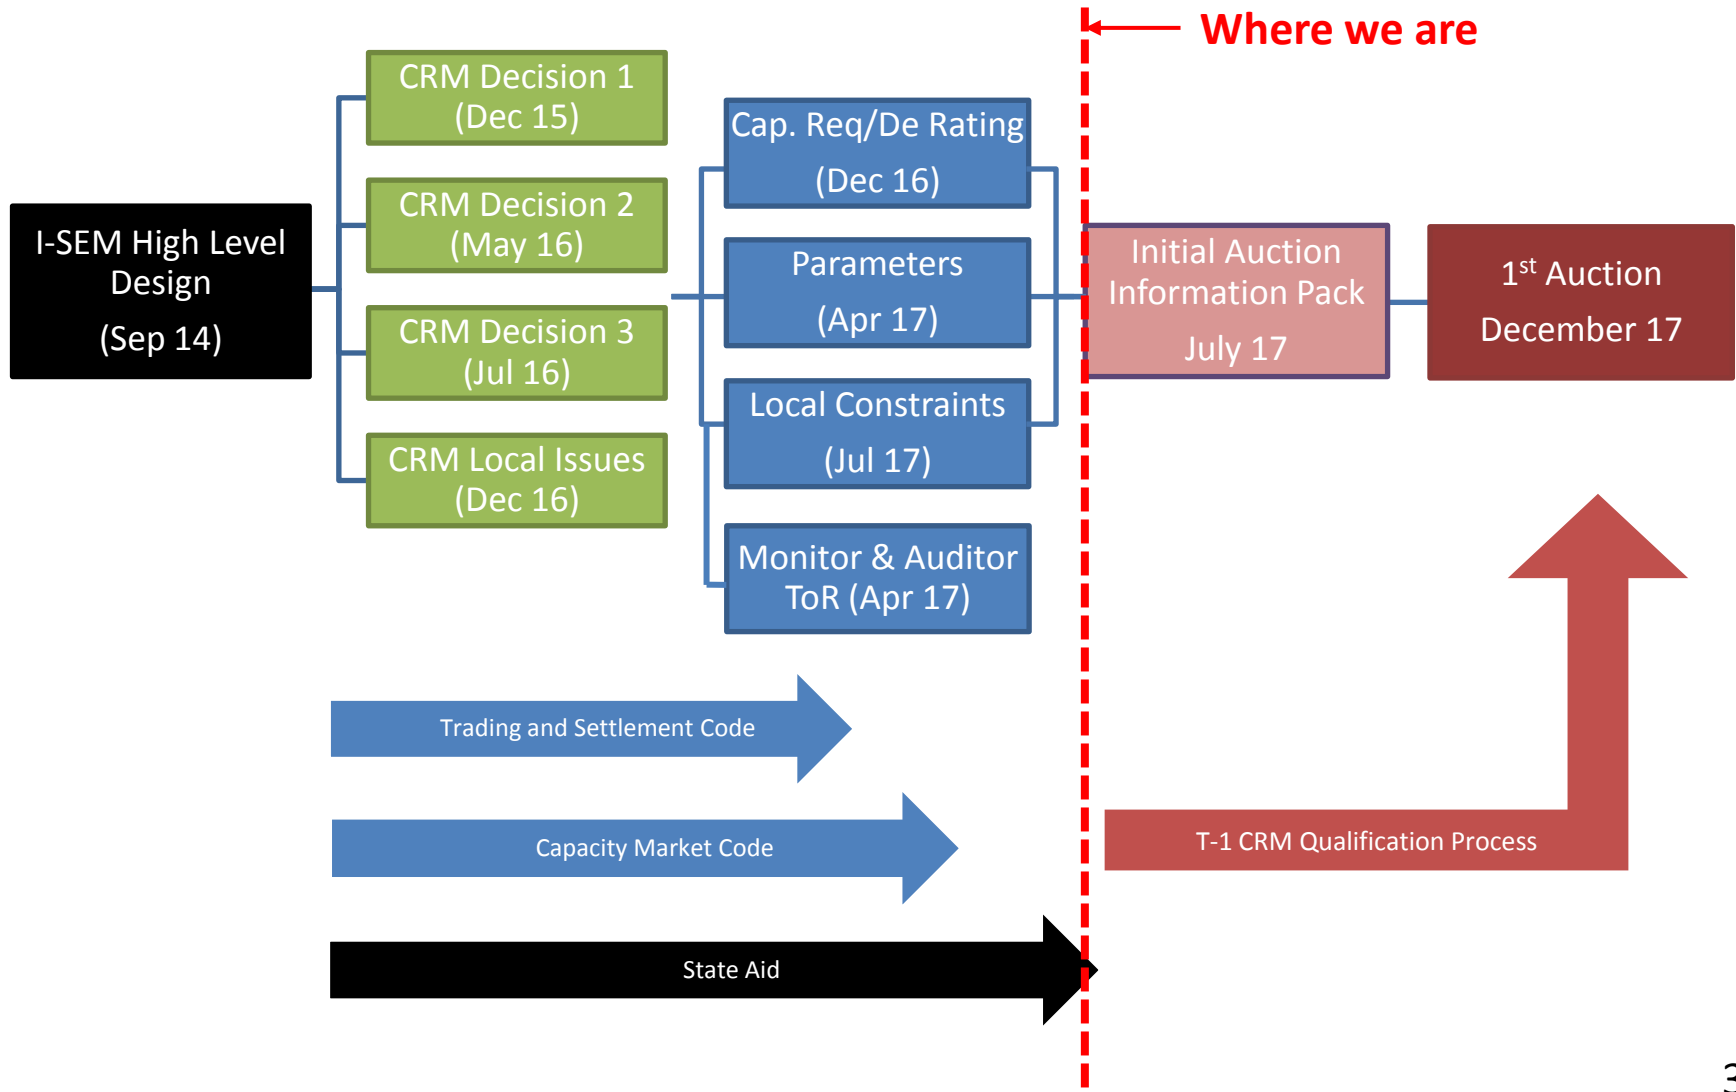 Where we are
I-SEM High Level
Design
(Sep 14)
CRM Decision 1
(Dec 15)
CRM Decision 2
(May 16)
CRM Decision 3
(Jul 16)
CRM Local Issues
(Dec 16)
Cap. Req/De Rating
(Dec 16)
Parameters
(Apr 17)
Local Constraints
(Jul 17)
Monitor & Auditor
ToR (Apr 17)
Initial Auction
Information Pack
July 17
1st Auction
December 17
Trading and Settlement Code
Capacity Market Code
State Aid
T-1 CRM Qualification Process
3